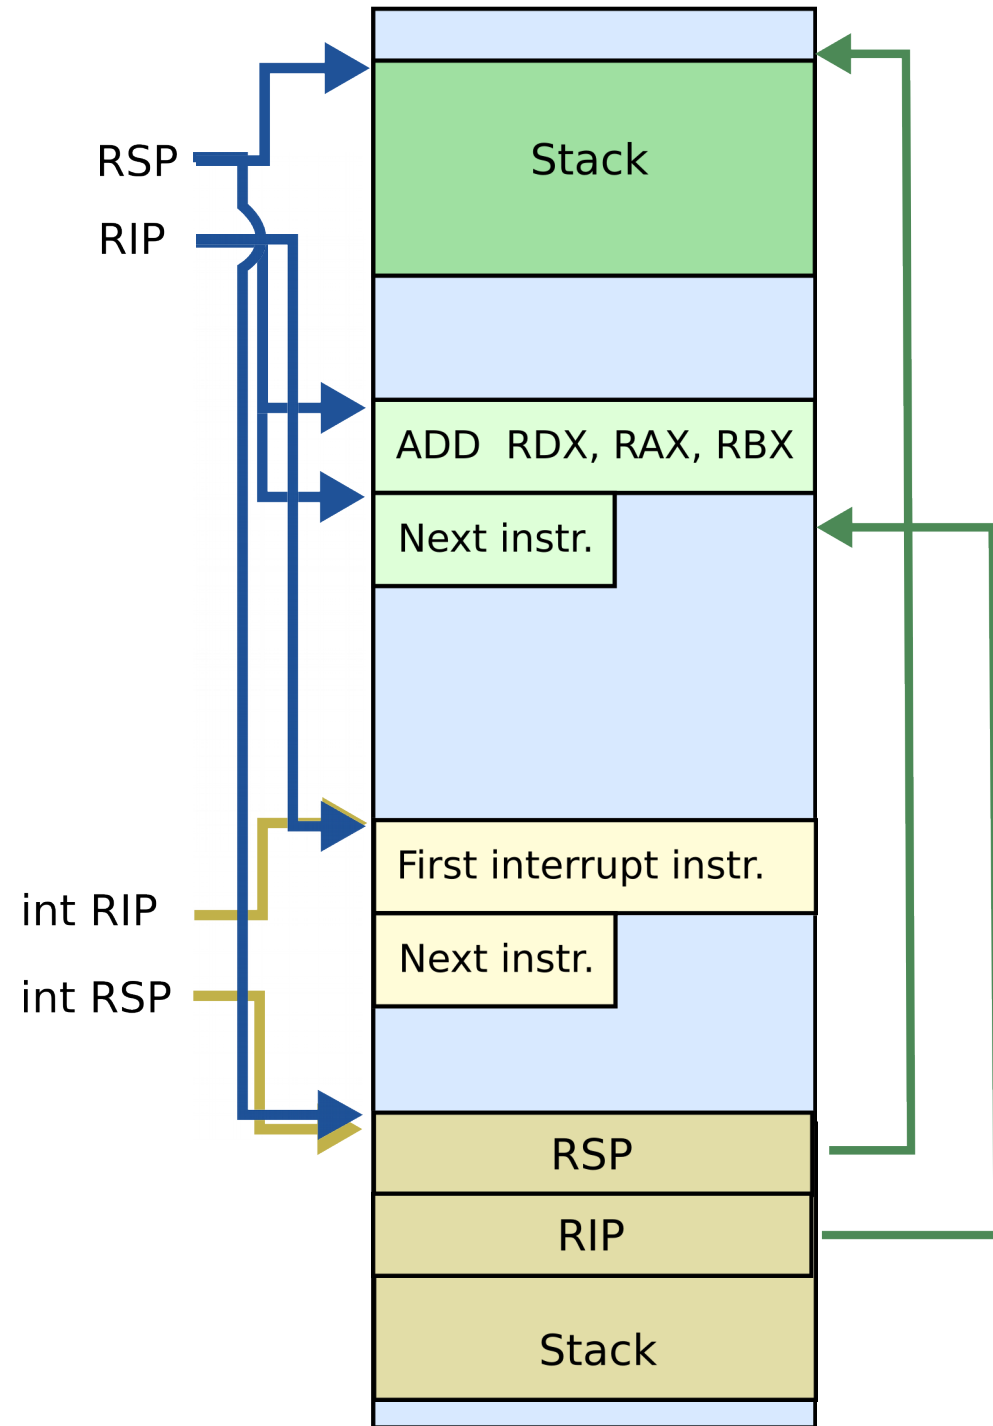 Stack
RSP
RIP
ADD RDX, RAX, RBX
Next instr.
First interrupt instr.
int RIP
Next instr.
int RSP
RSP
RIP
Stack